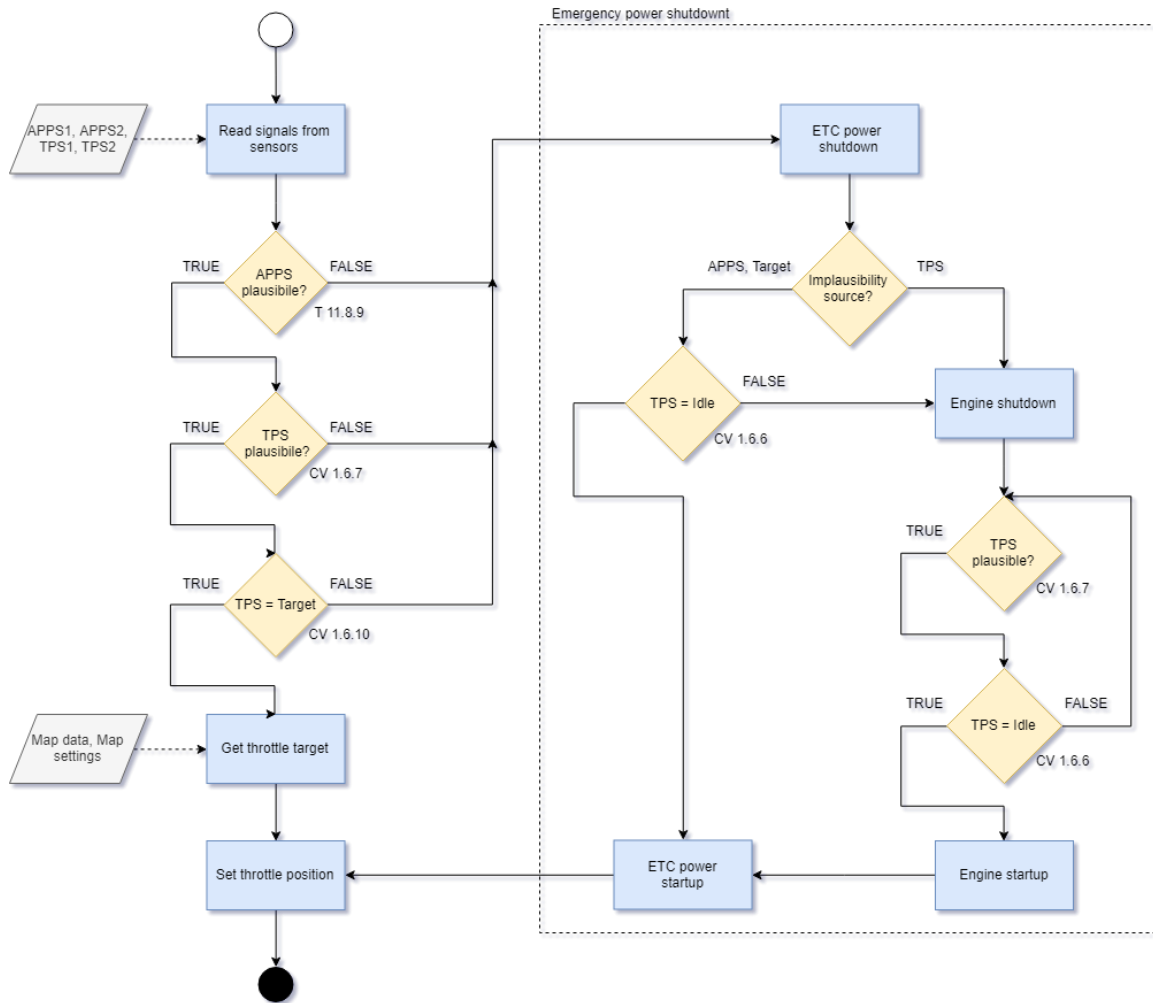 Emergency power shutdownt
APPS1, APPS2,
TPS1, TPS2
Read signals from
sensors
ETC power
shutdown
TRUE
APPS
plausibile?
FALSE
T 11.8.9
APPS, Target
Implausibility
source?
TPS
TRUE
TPS
plausibile?
FALSE
CV 1.6.7
TPS = Idle
FALSE
CV 1.6.6
Engine shutdown
TRUE
TPS
plausible?
CV 1.6.7
TRUE
TPS = Target
FALSE
CV 1.6.10
TRUE
TPS = Idle
FALSE
CV 1.6.6
Map data, Map
settings
Get throttle target
Set throttle position
ETC power
startup
Engine startup